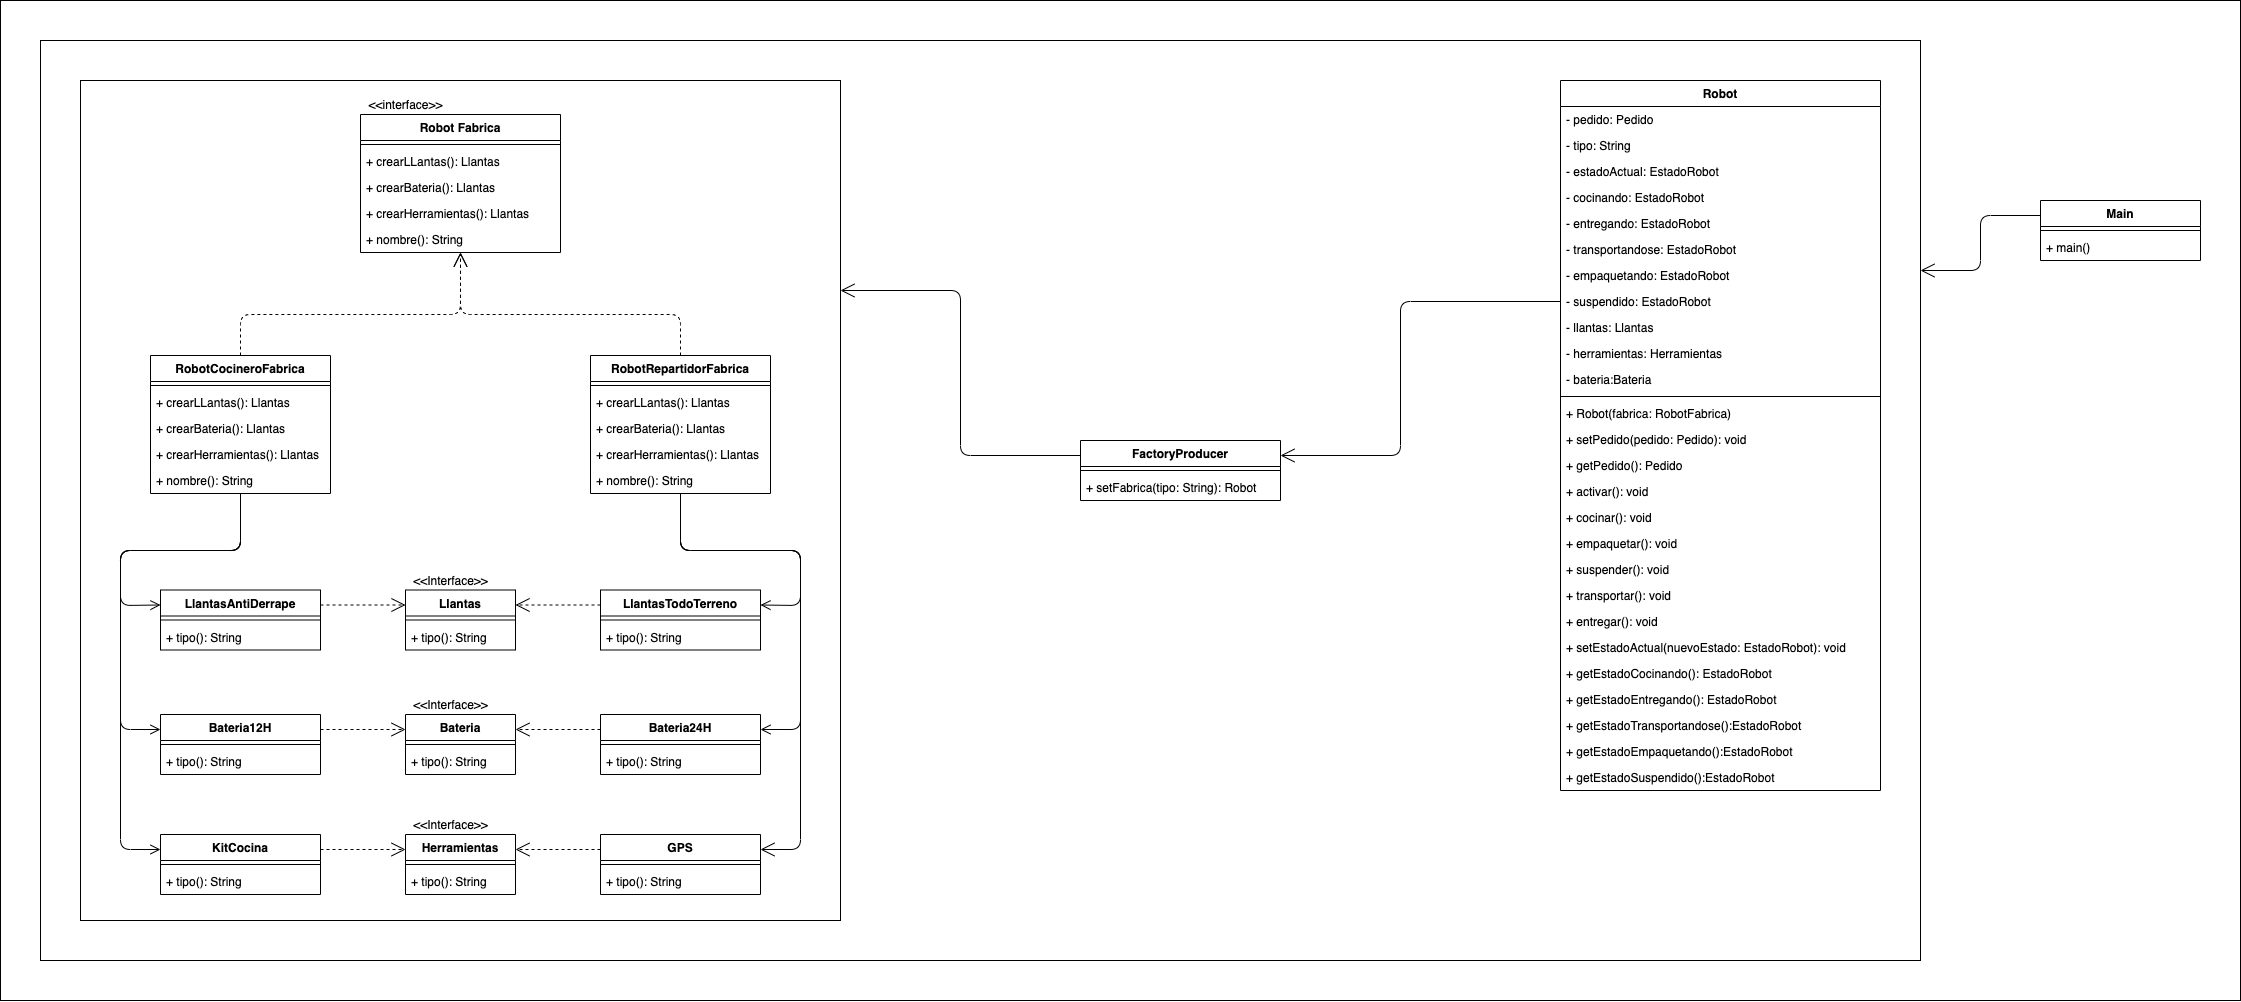 <<interface>>
Robot Fabrica
+ crearLLantas(): Llantas
+ crearBateria(): Llantas
+ crearHerramientas(): Llantas
+ nombre(): String
RobotCocineroFabrica
+ crearLLantas(): Llantas
+ crearBateria(): Llantas
+ crearHerramientas(): Llantas
+ nombre(): String
RobotRepartidorFabrica
+ crearLLantas(): Llantas
+ crearBateria(): Llantas
+ crearHerramientas(): Llantas
+ nombre(): String
LlantasAntiDerrape
+ tipo(): String
<<Interface>>
Llantas
+ tipo(): String
LlantasTodoTerreno
+ tipo(): String
Bateria12H
+ tipo(): String
<<Interface>>
Bateria
+ tipo(): String
Bateria24H
+ tipo(): String
KitCocina
+ tipo(): String
<<Interface>>
Herramientas
+ tipo(): String
GPS
+ tipo(): String
FactoryProducer
+ setFabrica(tipo: String): Robot
Robot
- pedido: Pedido
- tipo: String
- estadoActual: EstadoRobot
- cocinando: EstadoRobot
- entregando: EstadoRobot
- transportandose: EstadoRobot
- empaquetando: EstadoRobot
- suspendido: EstadoRobot
- llantas: Llantas
- herramientas: Herramientas
- bateria:Bateria
+ Robot(fabrica: RobotFabrica)
+ setPedido(pedido: Pedido): void
+ getPedido(): Pedido
+ activar(): void
+ cocinar(): void
+ empaquetar(): void
+ suspender(): void
+ transportar(): void
+ entregar(): void
+ setEstadoActual(nuevoEstado: EstadoRobot): void
+ getEstadoCocinando(): EstadoRobot
+ getEstadoEntregando(): EstadoRobot
+ getEstadoTransportandose():EstadoRobot
+ getEstadoEmpaquetando():EstadoRobot
+ getEstadoSuspendido():EstadoRobot
Main
+ main()